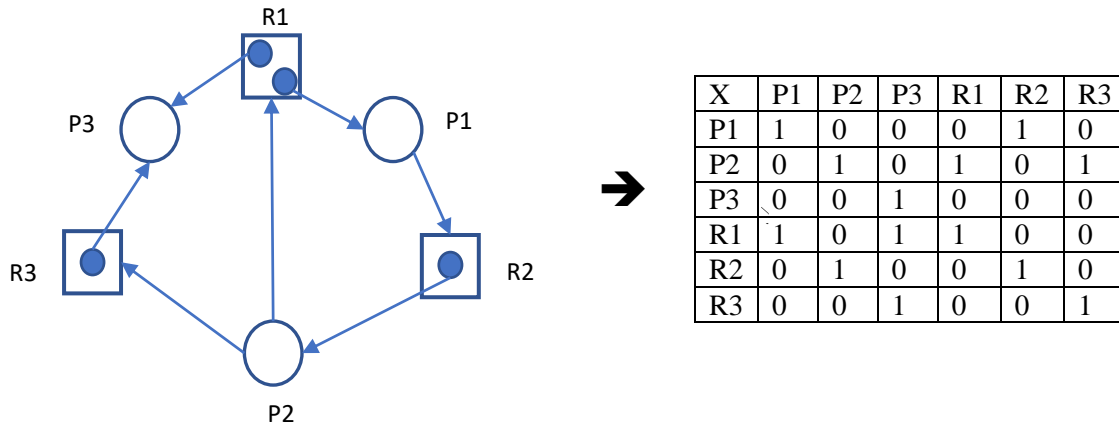 R1
P3
P1
R3
R2
P2
➔
X P1 P2 P3 R1 R2 R3
P1 1 0 0 0 1 0
P2 0 1 0 1 0 1
P3 0 0 1 0 0 0
R1 1 0 1 1 0 0
R2 0 1 0 0 1 0
R3 0 0 1 0 0 1